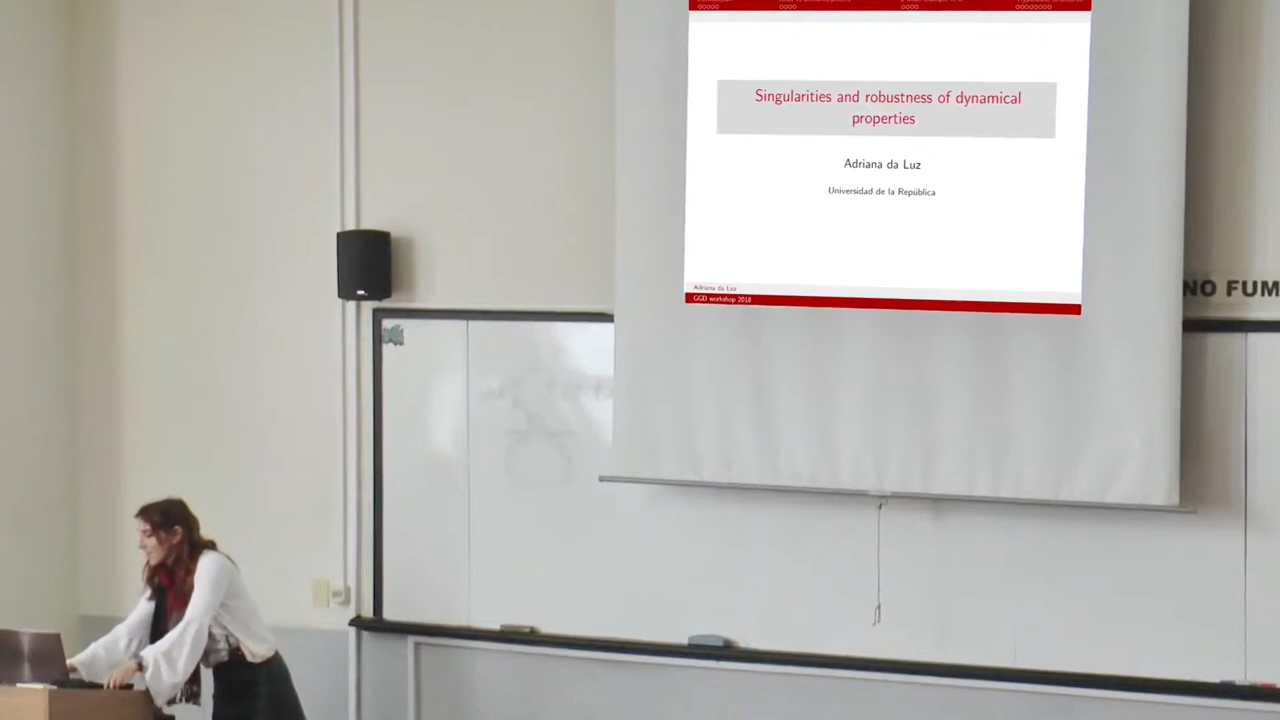 Singularities and robustness of dynamical
properties
Adriana da Luz
Universidad de la República
Adriana da Luz
GGD workshop 2018
NO FUM